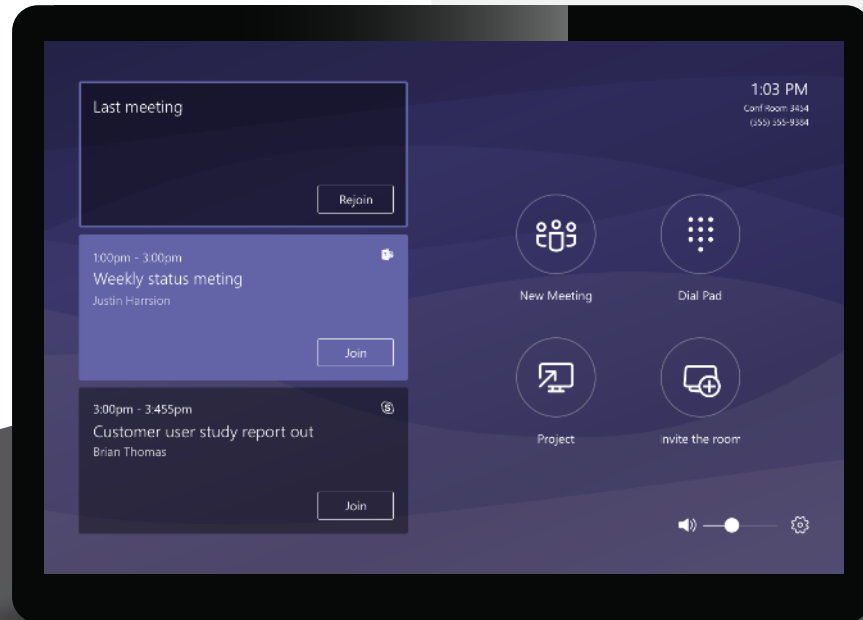 Last meeting
Rejoin
1:00pm - 3:00pm
Weekly status meting
Justin Harrsion
Join
3:00pm - 3:455pm
Customer user study report out
Brian Thomas
Join
1:03 PM
Conf Room 3454
(555) 555-9384
New Meeting
Dial Pad
Project
Invite the room